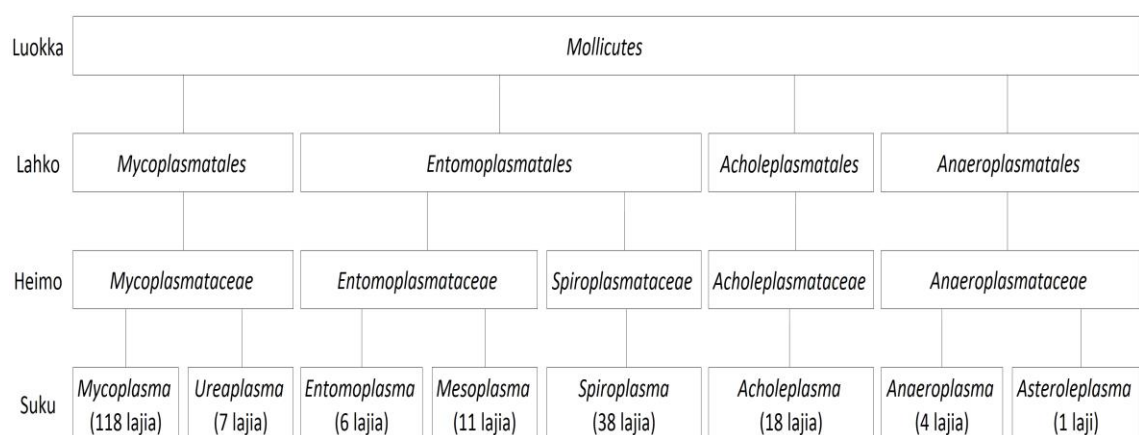 Luokka Mollicutes
Lahko Mycoplasmatales Entomoplasmatales Acholeplasmatales Anaeroplasmatales
Heimo Mycoplasmataceae Entomoplasmataceae Spiroplasmataceae Acholeplasmataceae Anaeroplasmataceae
Suku Mycoplasma Ureaplasma Entomoplasma Mesoplasma Spiroplasma Acholeplasma Anaeroplasma Asteroleplasma
(118 lajia) (7 lajia) (6 lajia) (11 lajia) (38 lajia) (18 lajia) (4 lajia) (1 laji)